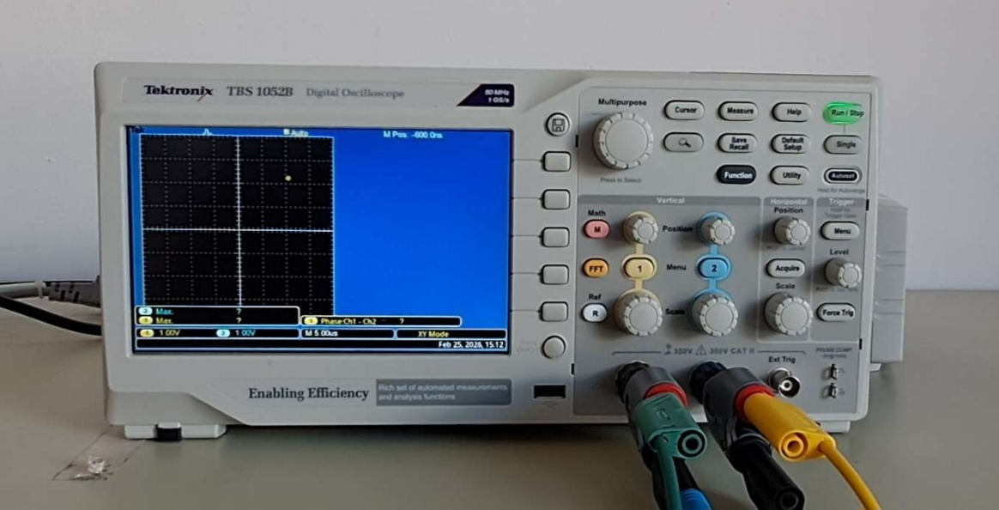 Tektronix TBS 1052B Digital Oscilloscope
50 MHz
1 GS/s
Auto
M Pos: -600.0ns
2 Max. ?
1 Max. ?
1 Phase:Ch1 - Ch2 ?
1 1.00V
2 1.00V
M 5.00us
XY Mode
Feb 25, 2026, 15:12
Enabling Efficiency
Rich set of automated measurements
and analysis functions
Multipurpose
Press to Select
Cursor
Measure
Help
Run / Stop
Save
Recall
Default
Setup
Single
Function
Utility
Autoset
Hold for Autorange
Vertical
Horizontal
Trigger
Math
M
Position
Position
Menu
FFT
1
Menu
2
Acquire
Level
Ref
R
Scale
Scale
Force Trig
300V
300V CAT II
Ext Trig
PROBE COMP